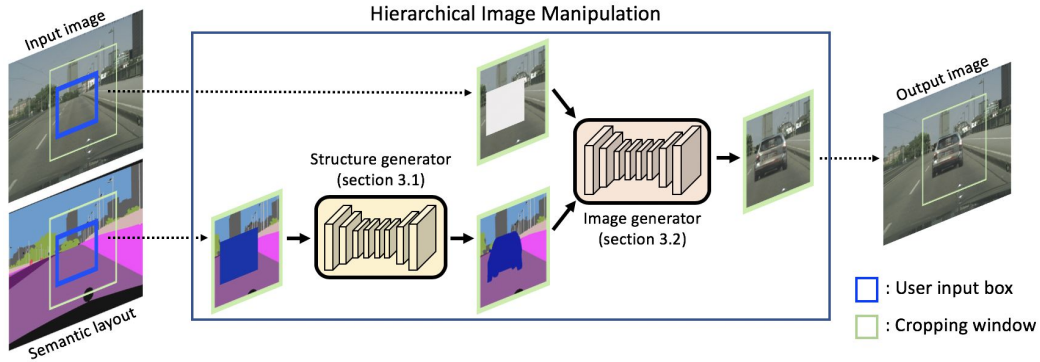 Hierarchical Image Manipulation
Input image
Output image
Structure generator
(section 3.1)
Image generator
(section 3.2)
Semantic layout
: User input box
: Cropping window